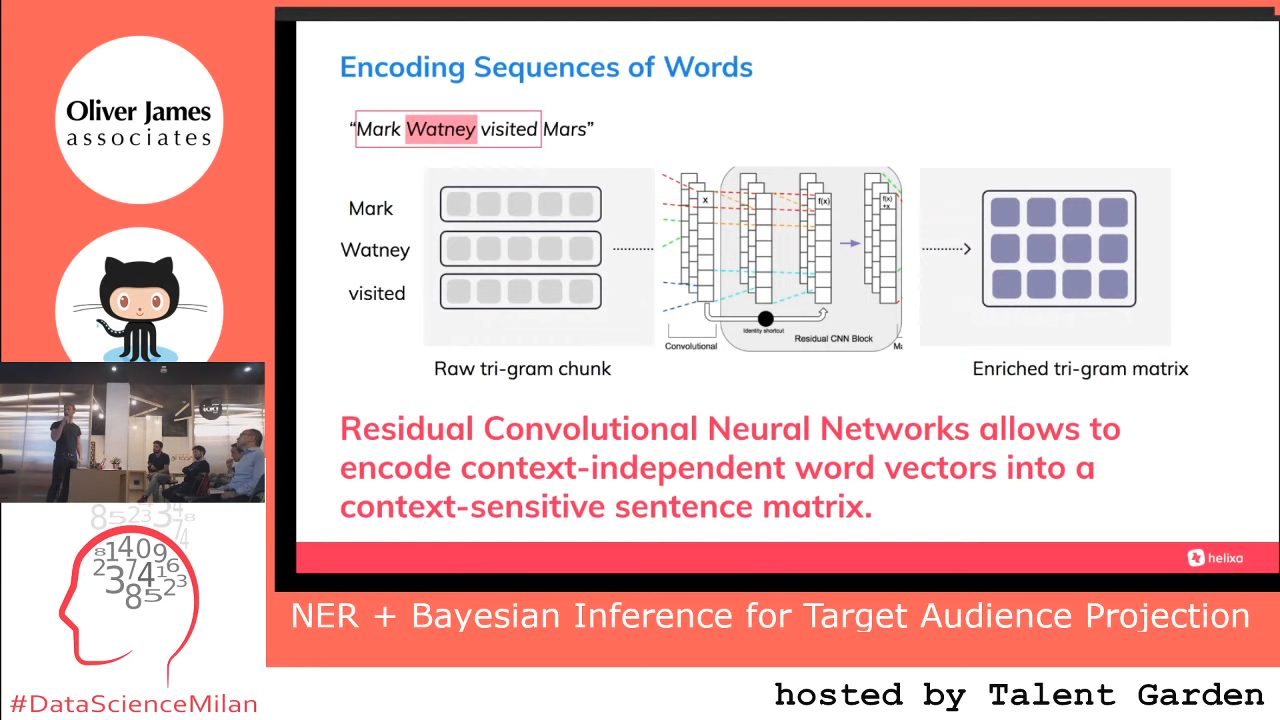 Oliver James
associates
Encoding Sequences of Words
“Mark Watney visited Mars”
Mark
Watney
visited
X
f(x)
f(x)
+x
Identity shortcut
Convolutional
Residual CNN Block
Raw tri-gram chunk
Enriched tri-gram matrix
Residual Convolutional Neural Networks allows to
encode context-independent word vectors into a
context-sensitive sentence matrix.
helixa
NER + Bayesian Inference for Target Audience Projection
#DataScienceMilan
hosted by Talent Garden